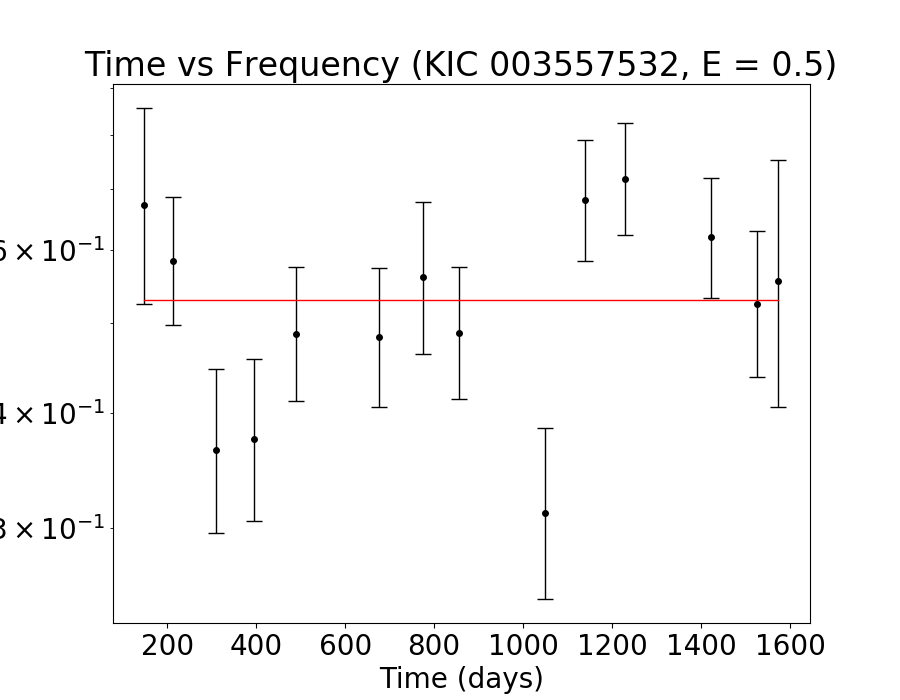 Time vs Frequency (KIC 003557532, E = 0.5)
6 × 10⁻¹
4 × 10⁻¹
3 × 10⁻¹
200 400 600 800 1000 1200 1400 1600
Time (days)